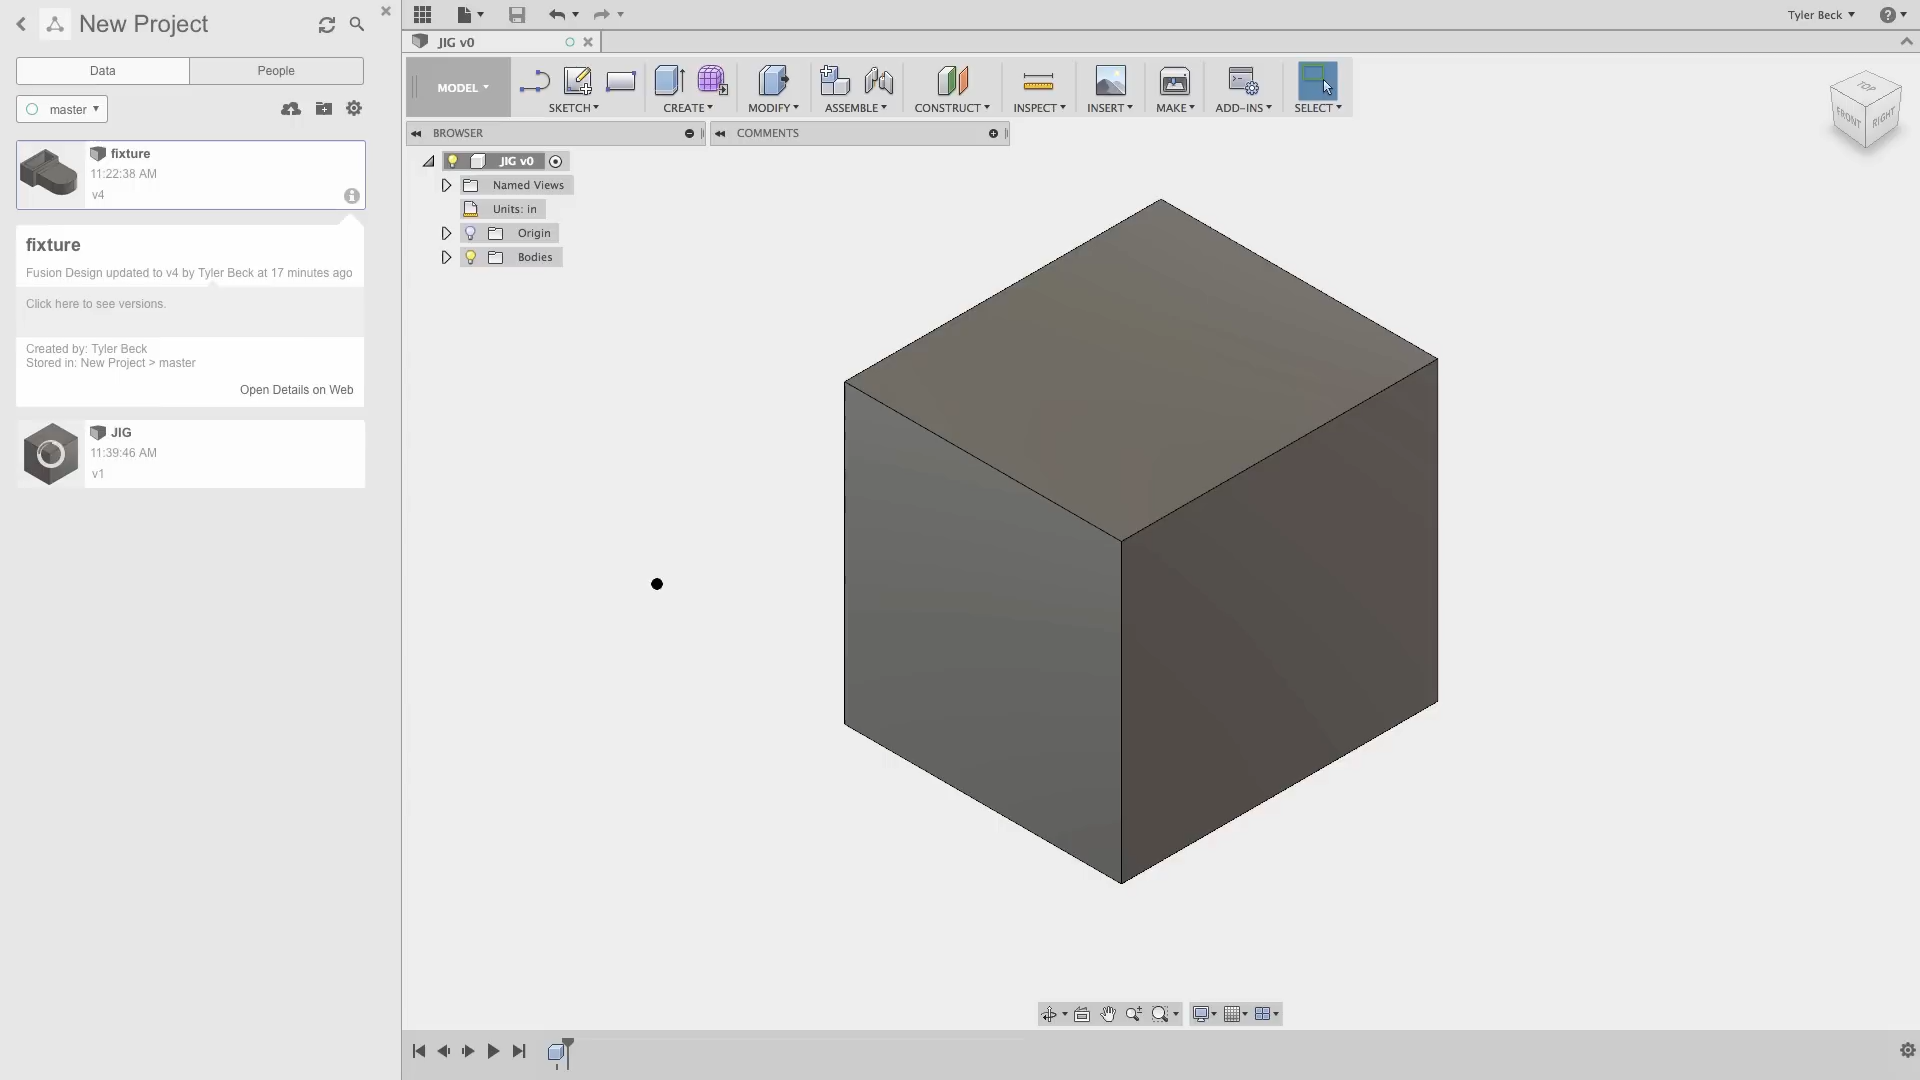 New Project
Data
People
master
fixture
11:22:38 AM
v4
fixture
Fusion Design updated to v4 by Tyler Beck at 17 minutes ago
Click here to see versions.
Created by: Tyler Beck
Stored in: New Project > master
Open Details on Web
JIG
11:39:46 AM
v1
Tyler Beck
JIG v0
MODEL
SKETCH
CREATE
MODIFY
ASSEMBLE
CONSTRUCT
INSPECT
INSERT
MAKE
ADD-INS
SELECT
BROWSER
COMMENTS
JIG v0
Named Views
Units: in
Origin
Bodies
TOP
FRONT
RIGHT